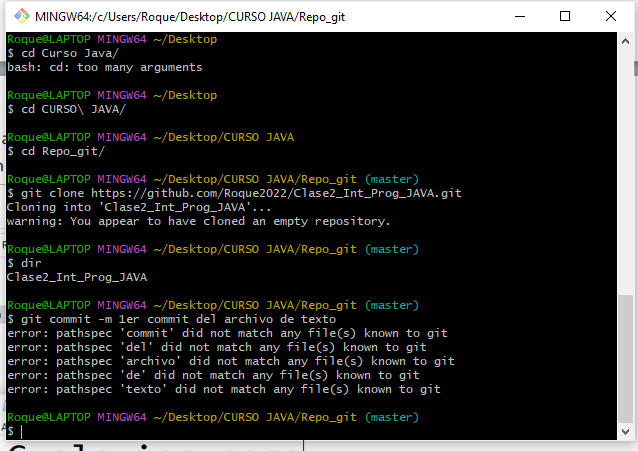 MINGW64:/c/Users/Roque/Desktop/CURSO JAVA/Repo_git
Roque@LAPTOP MINGW64 ~/Desktop
$ cd Curso Java/
bash: cd: too many arguments
Roque@LAPTOP MINGW64 ~/Desktop
$ cd CURSO\ JAVA/
Roque@LAPTOP MINGW64 ~/Desktop/CURSO JAVA
$ cd Repo_git/
Roque@LAPTOP MINGW64 ~/Desktop/CURSO JAVA/Repo_git (master)
$ git clone https://github.com/Roque2022/Clase2_Int_Prog_JAVA.git
Cloning into 'Clase2_Int_Prog_JAVA'...
warning: You appear to have cloned an empty repository.
Roque@LAPTOP MINGW64 ~/Desktop/CURSO JAVA/Repo_git (master)
$ dir
Clase2_Int_Prog_JAVA
Roque@LAPTOP MINGW64 ~/Desktop/CURSO JAVA/Repo_git (master)
$ git commit -m 1er commit del archivo de texto
error: pathspec 'commit' did not match any file(s) known to git
error: pathspec 'del' did not match any file(s) known to git
error: pathspec 'archivo' did not match any file(s) known to git
error: pathspec 'de' did not match any file(s) known to git
error: pathspec 'texto' did not match any file(s) known to git
Roque@LAPTOP MINGW64 ~/Desktop/CURSO JAVA/Repo_git (master)
$